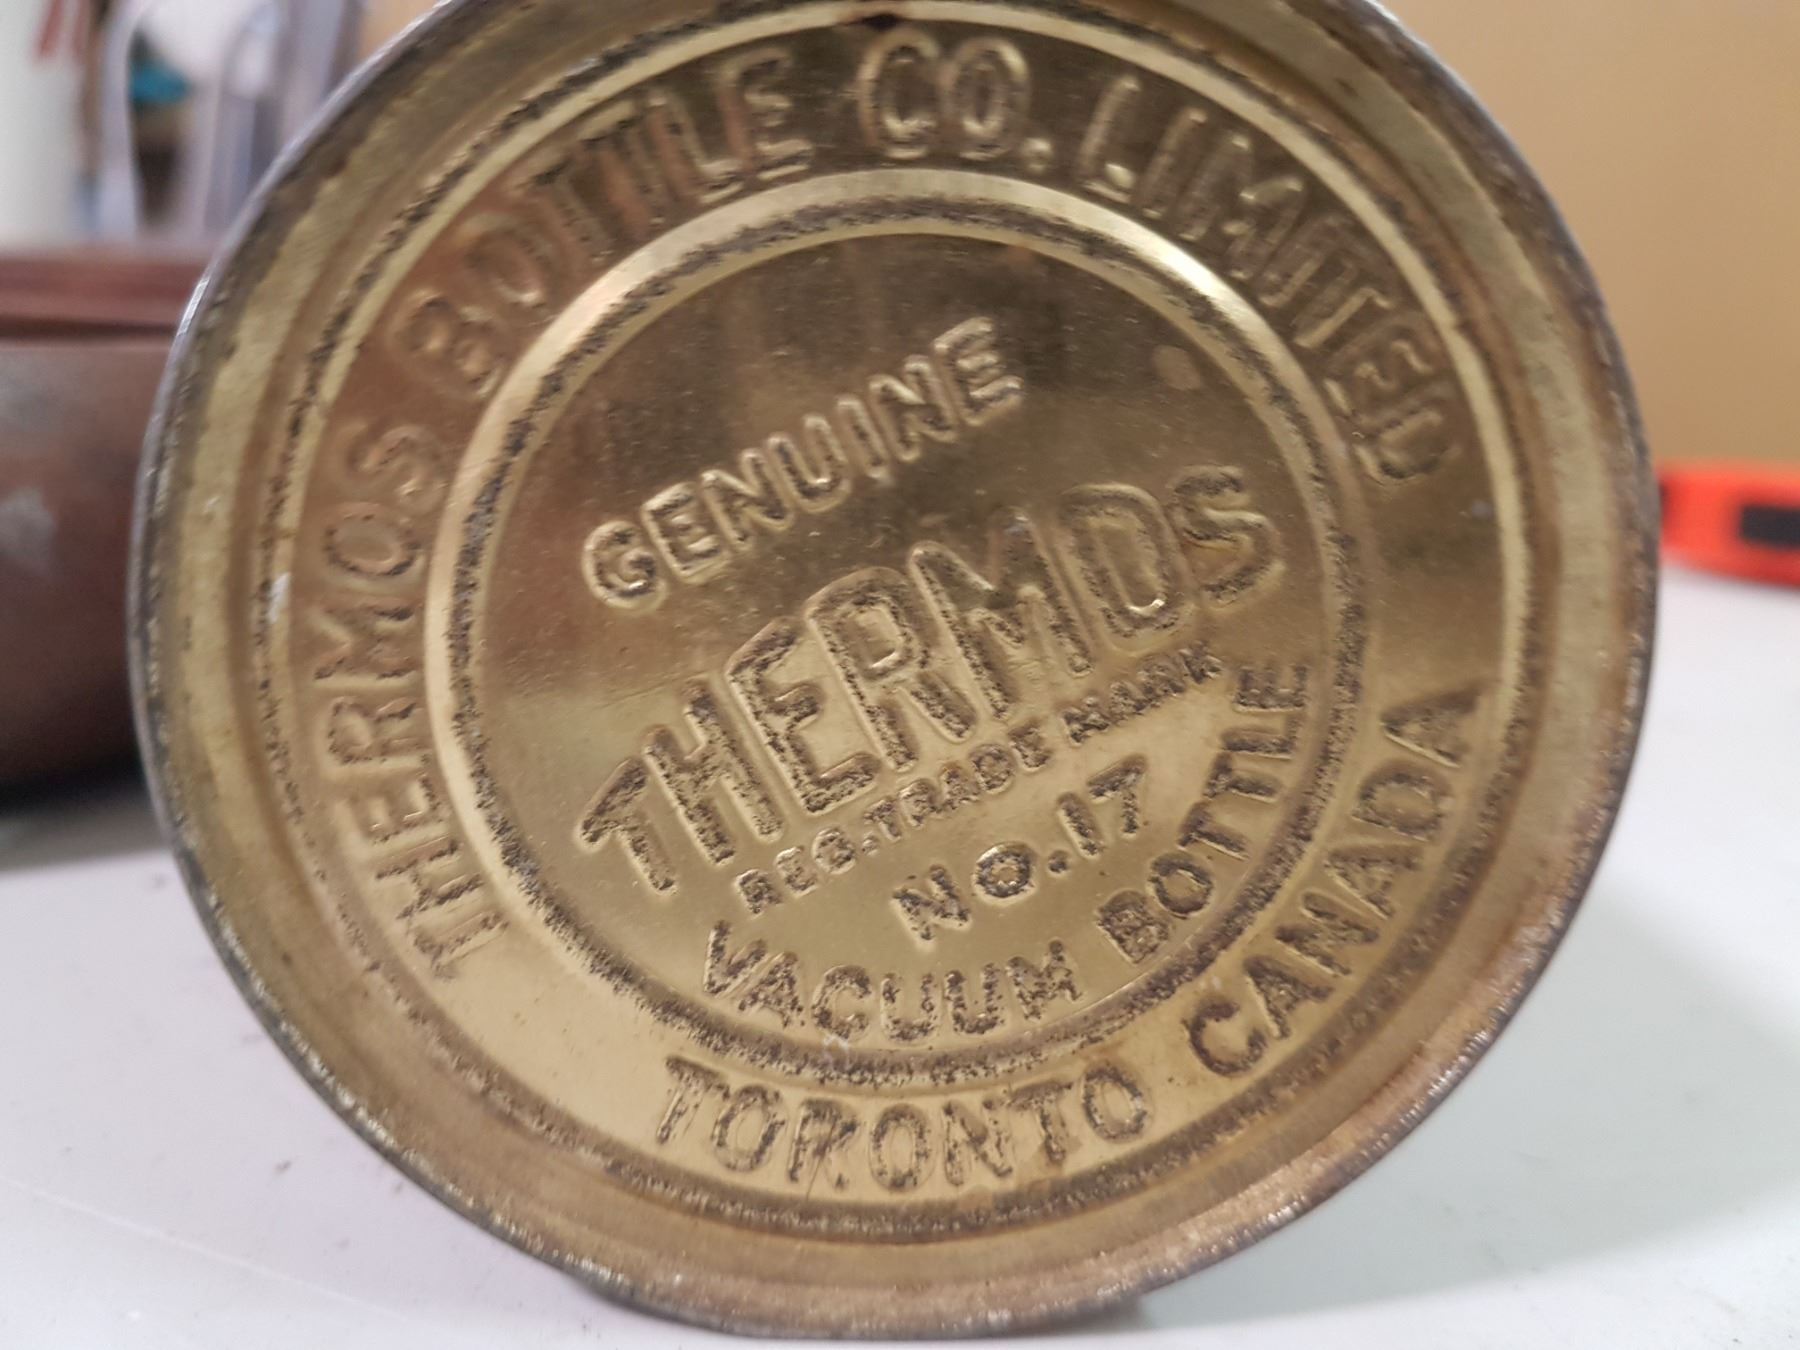 THERMOS BOTTLE CO. LIMITED
GENUINE
THERMOS
REG. TRADE MARK
NO. 17
VACUUM BOTTLE
TORONTO CANADA